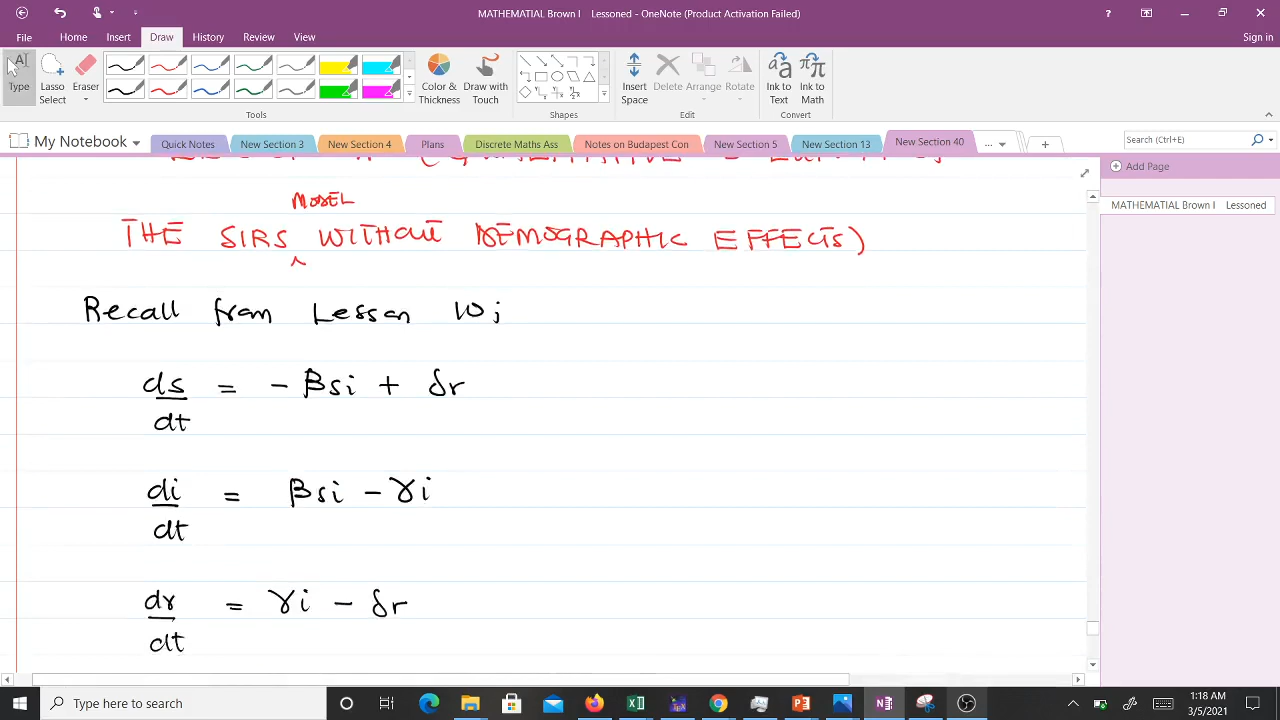 MATHEMATIAL Brown I Lessoned - OneNote (Product Activation Failed)
File Home Insert Draw History Review View Sign in
Type Lasso Select Eraser Color & Thickness Draw with Touch Insert Space Delete Arrange Rotate Ink to Text Ink to Math
Tools Shapes Edit Convert
My Notebook Quick Notes New Section 3 New Section 4 Plans Discrete Maths Ass Notes on Budapest Con New Section 5 New Section 13 New Section 40 ... Search (Ctrl+E)
Add Page
MATHEMATIAL Brown I Lessoned
MODEL
THE SIRS ^ WITHOUT DEMOGRAPHIC EFFECTS)
Recall from Lesson 10;
ds/dt = - βsi + δr
di/dt = βsi - γi
dr/dt = γi - δr
Type here to search
1:18 AM
3/5/2021